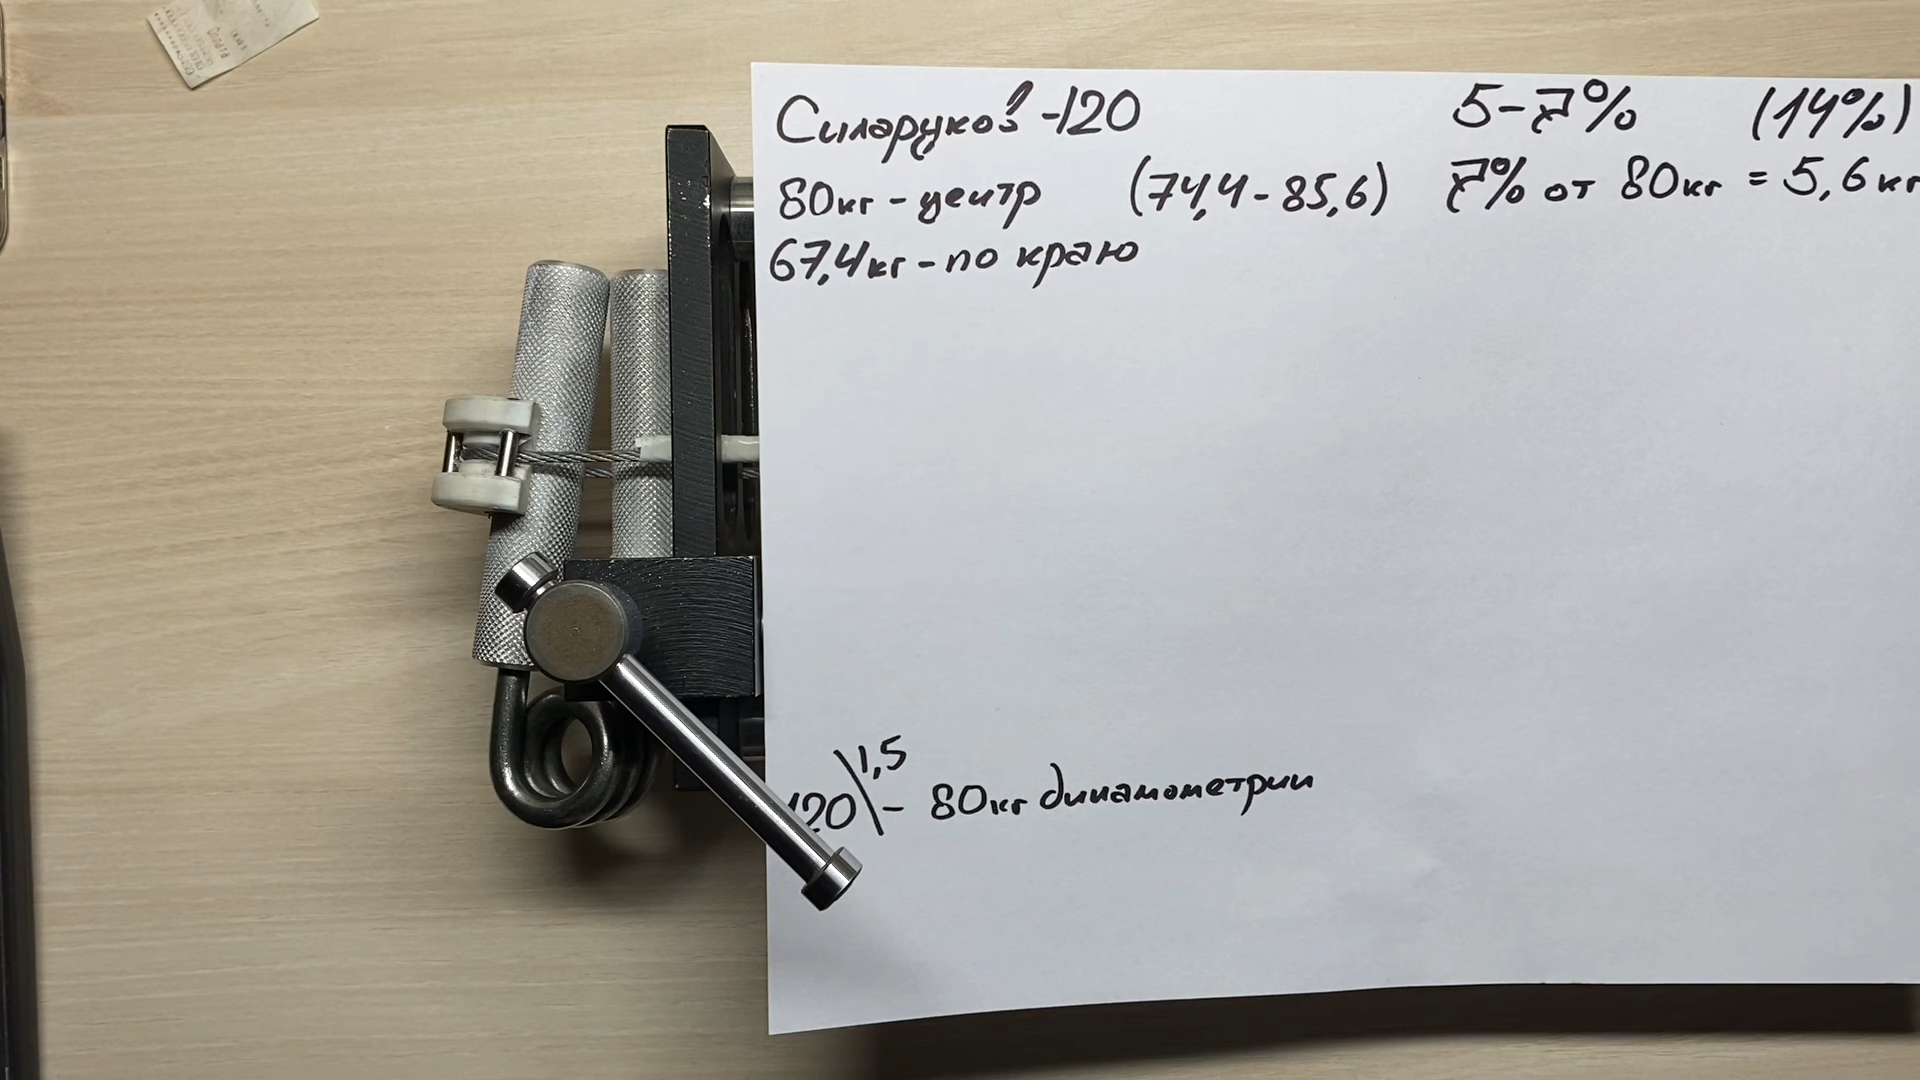 Силаруков -120 5-7% (14%)
80кг - центр (74,4 - 85,6) 7% от 80кг = 5,6кг
67,4кг - по краю
1,5
120 - 80кг динамометрии